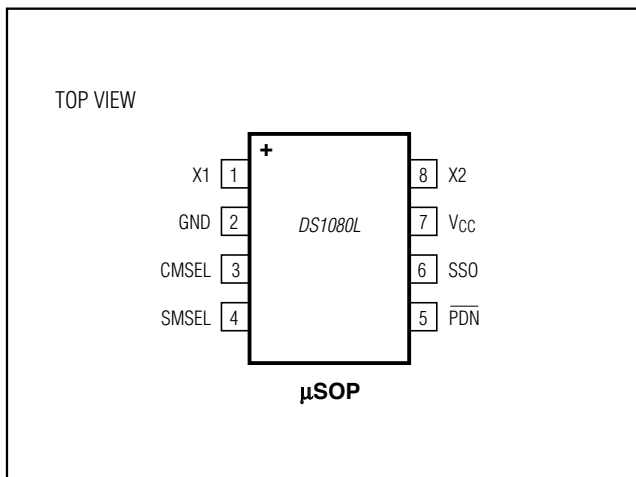 TOP VIEW
+
X1 1 8 X2
GND 2 DS1080L 7 VCC
CMSEL 3 6 SSO
SMSEL 4 5 P̅D̅N̅
μSOP